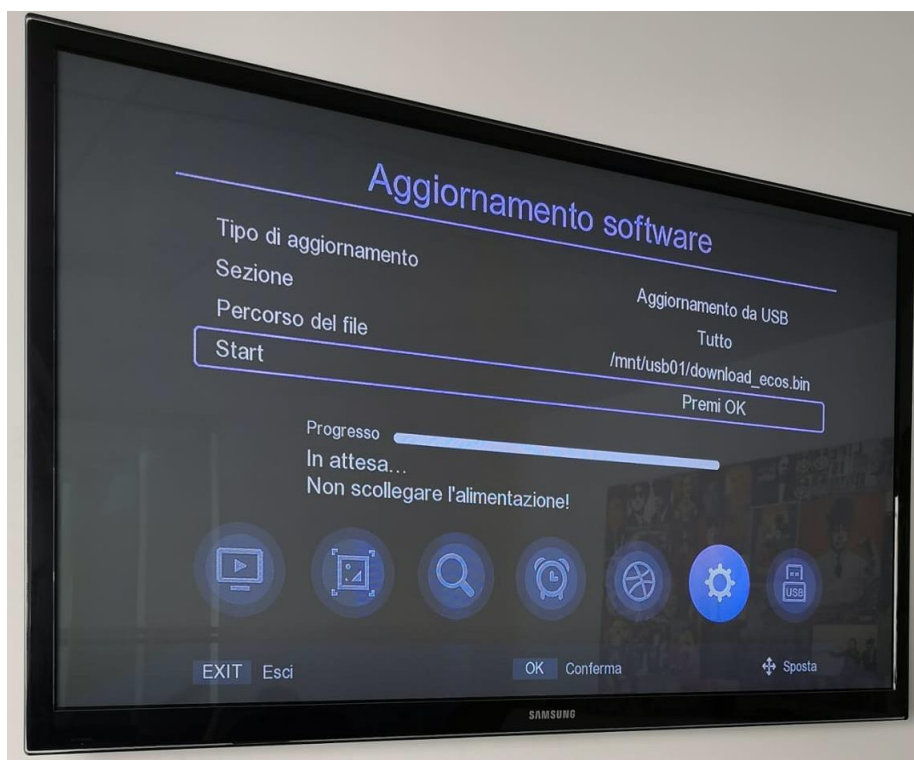 Aggiornamento software
Tipo di aggiornamento
Aggiornamento da USB
Sezione
Tutto
Percorso del file
/mnt/usb01/download_ecos.bin
Start
Premi OK
Progresso
In attesa...
Non scollegare l'alimentazione!
USB
EXIT Esci
OK Conferma
Sposta
SAMSUNG